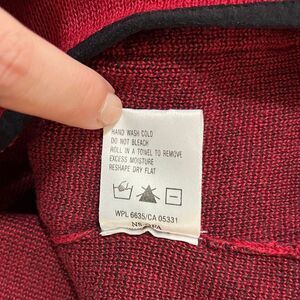 HAND WASH COLD
DO NOT BLEACH
ROLL IN A TOWEL TO REMOVE
EXCESS MOISTURE
RESHAPE DRY FLAT
WPL 6635/CA 05331